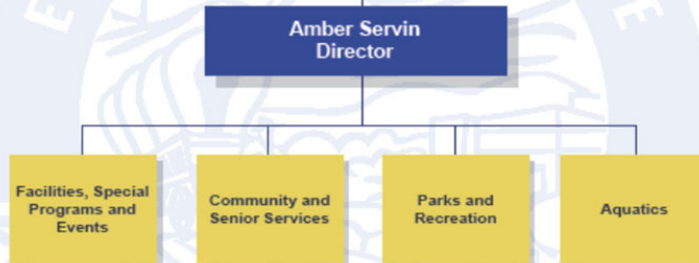 Amber Servin
Director
Facilities, Special
Programs and
Events
Community and
Senior Services
Parks and
Recreation
Aquatics